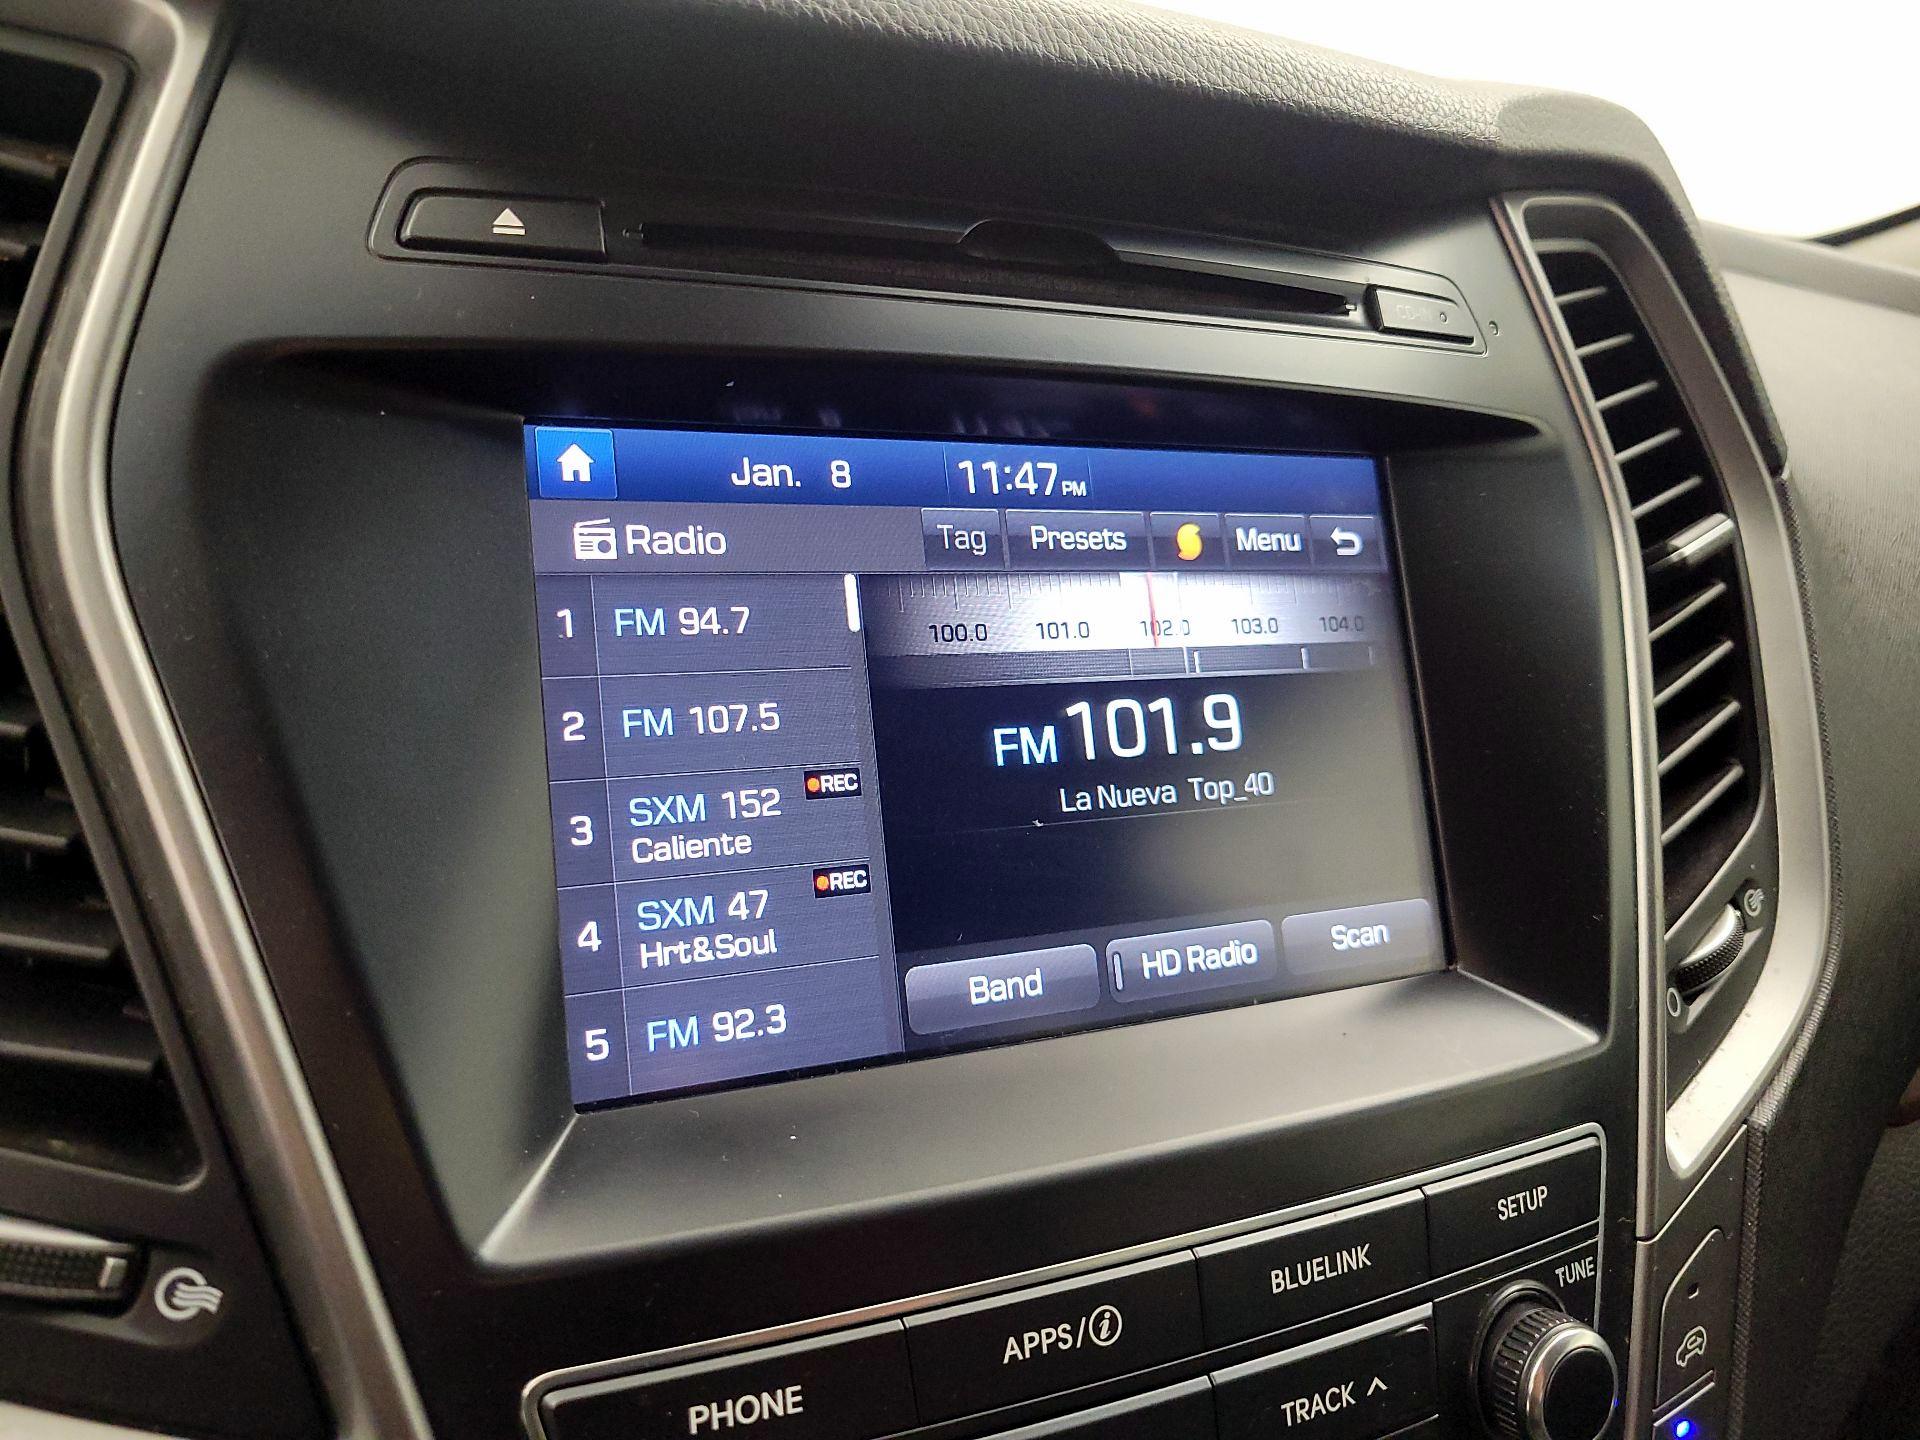 CD-IN
Jan. 8 11:47 PM
Radio Tag Presets Menu
1 FM 94.7
2 FM 107.5
3 SXM 152 REC
Caliente
4 SXM 47 REC
Hrt&Soul
5 FM 92.3
100.0 101.0 102.0 103.0 104.0
FM 101.9
La Nueva Top_40
Band HD Radio Scan
PHONE APPS/i BLUELINK SETUP
TRACK TUNE